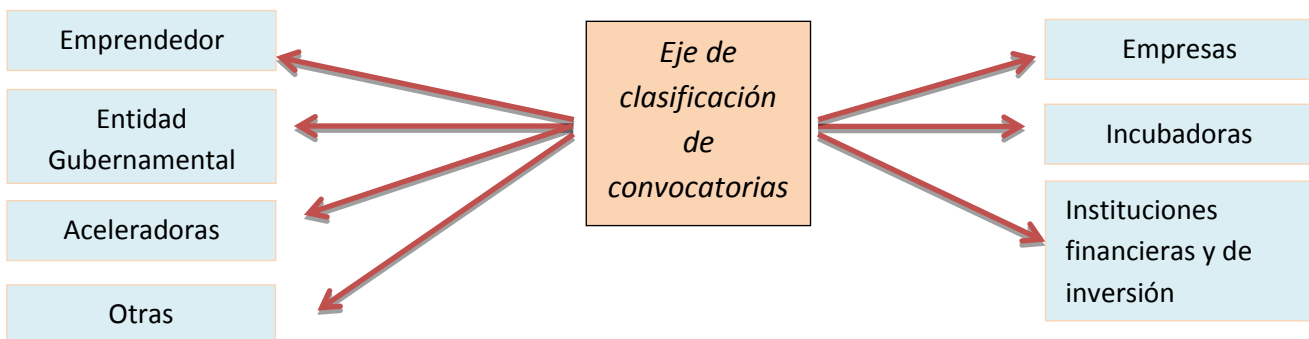 Emprendedor
Entidad
Gubernamental
Aceleradoras
Otras
Eje de
clasificación
de
convocatorias
Empresas
Incubadoras
Instituciones
financieras y de
inversión